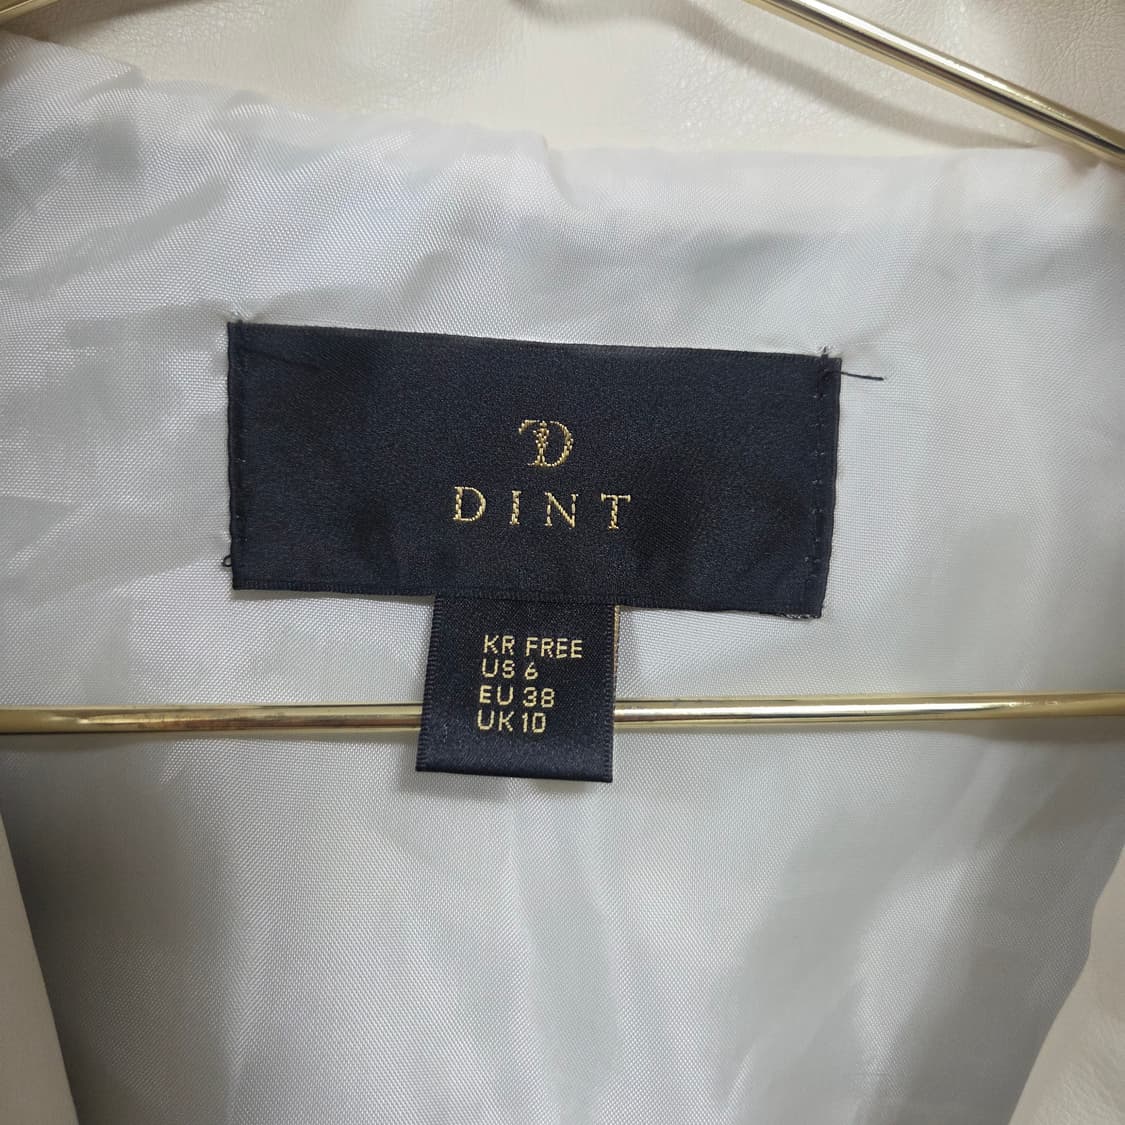 DINT
KR FREE
US 6
EU 38
UK 10